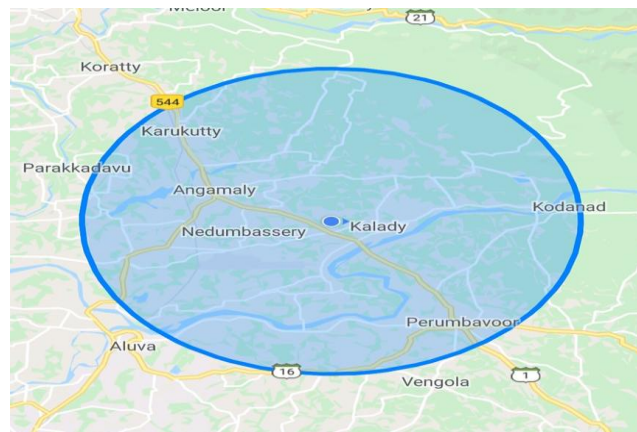 21
Koratty
544
Karukutty
Parakkadavu
Angamaly
Kodanad
Nedumbassery
Kalady
Perumbavoor
Aluva
16
Vengola
1